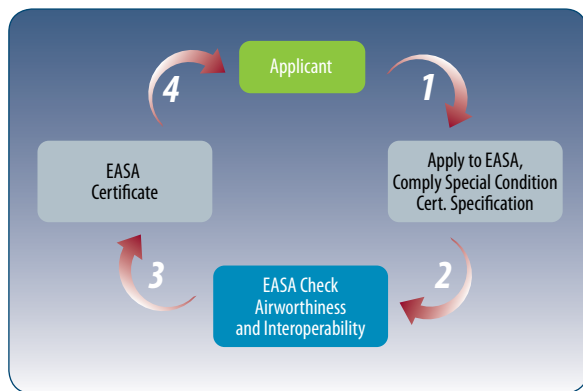 Applicant
1
Apply to EASA,
Comply Special Condition
Cert. Specification
2
EASA Check
Airworthiness
and Interoperability
3
EASA
Certificate
4